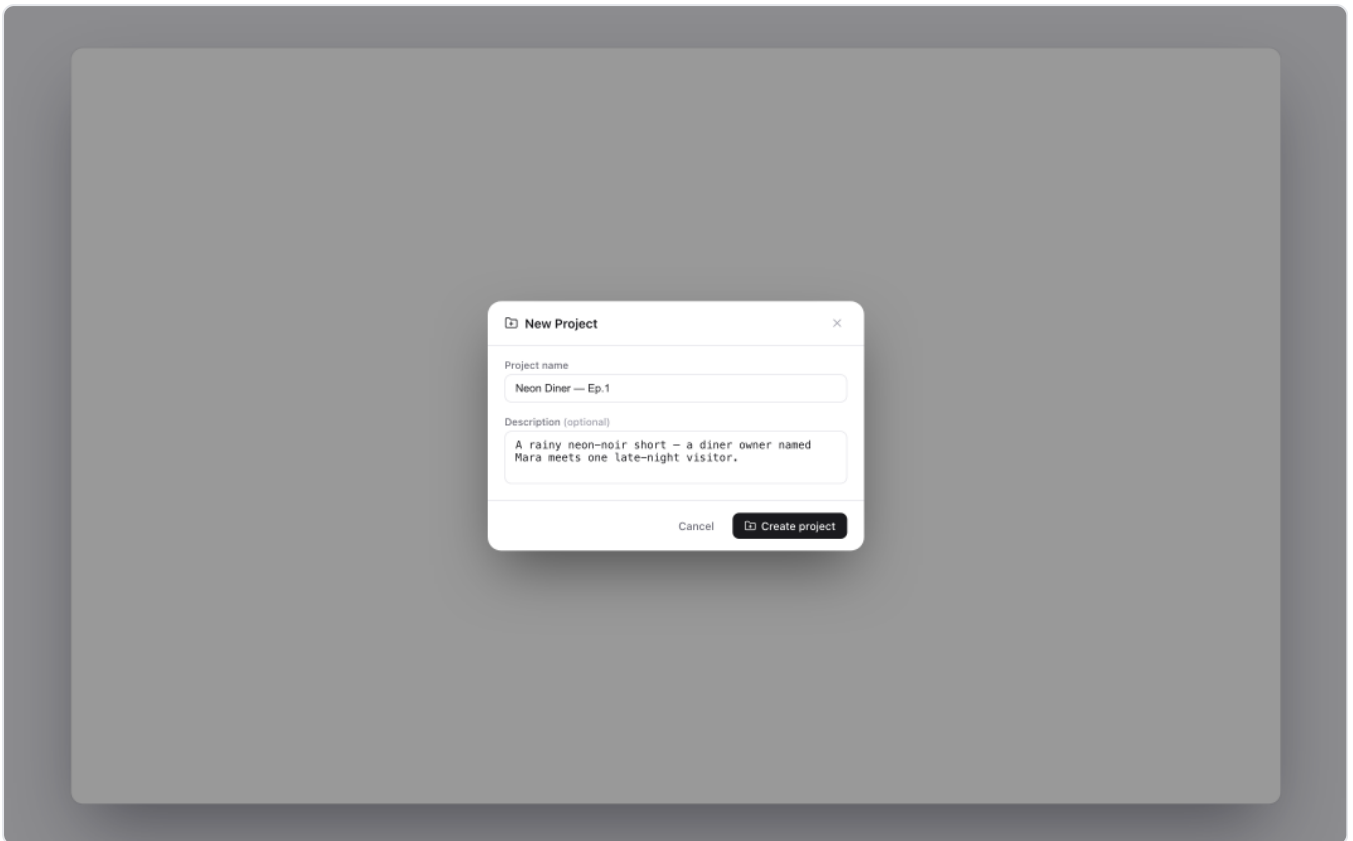 New Project
Project name
Neon Diner — Ep.1
Description (optional)
A rainy neon-noir short — a diner owner named
Mara meets one late-night visitor.
Cancel
Create project